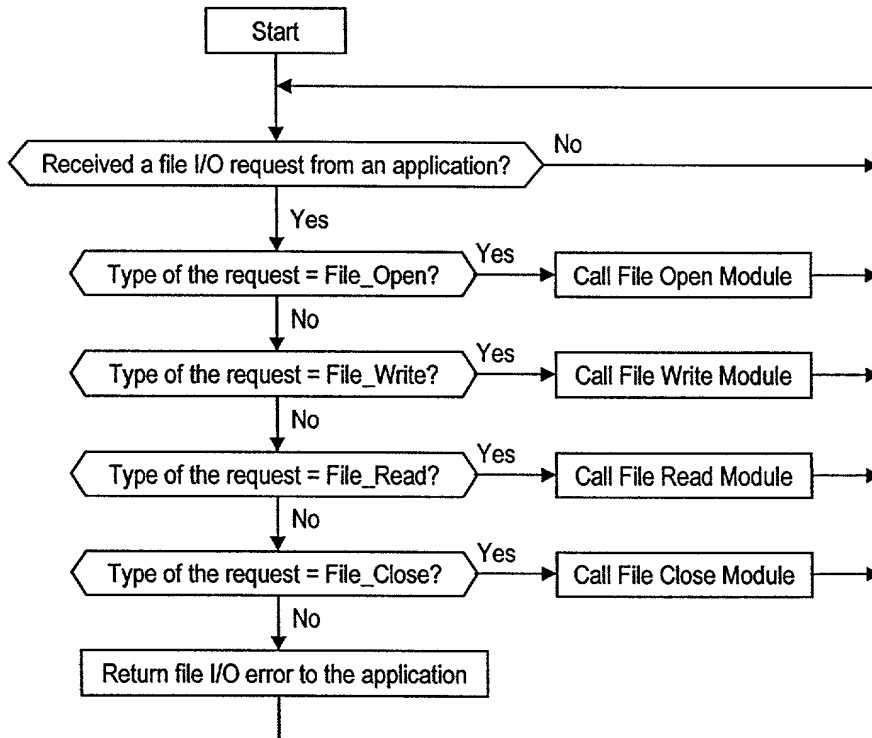 Start
Received a file I/O request from an application?
No
Yes
Type of the request = File_Open?
Yes
Call File Open Module
No
Type of the request = File_Write?
Yes
Call File Write Module
No
Type of the request = File_Read?
Yes
Call File Read Module
No
Type of the request = File_Close?
Yes
Call File Close Module
No
Return file I/O error to the application